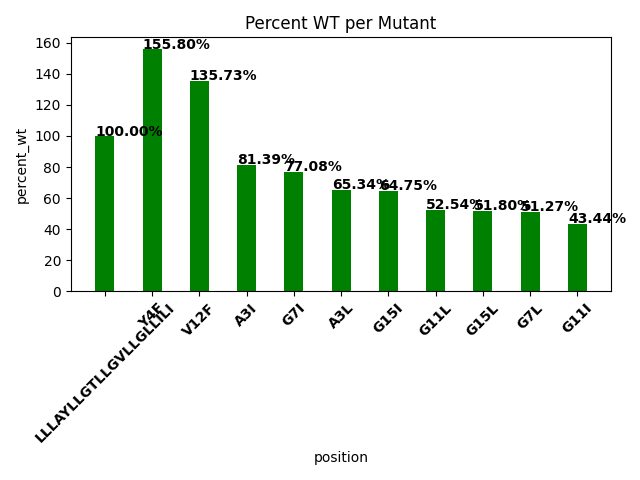 Percent WT per Mutant
percent_wt
160
140
120
100
80
60
40
20
0
100.00%
155.80%
135.73%
81.39%
77.08%
65.34%
64.75%
52.54%
51.80%
51.27%
43.44%
LLLAYLLGTLLGVLLGLLILI
Y4F
V12F
A3I
G7I
A3L
G15I
G11L
G15L
G7L
G11I
position